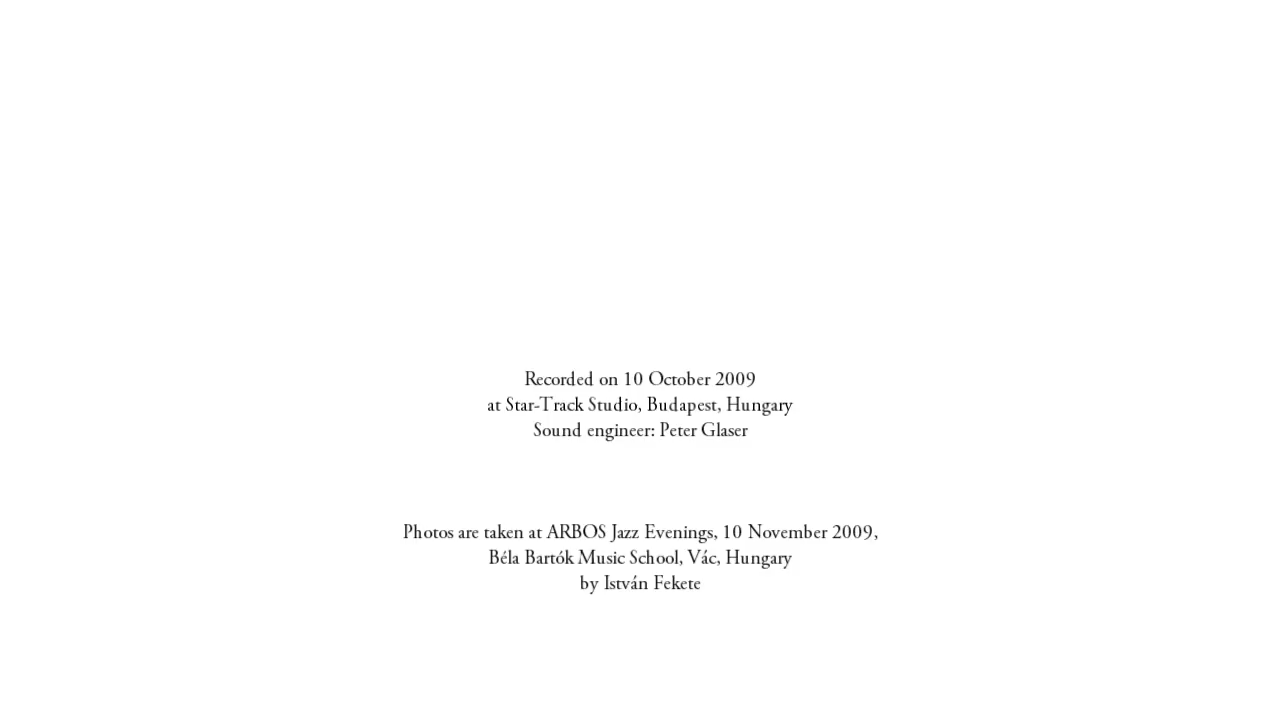 Recorded on 10 October 2009
at Star-Track Studio, Budapest, Hungary
Sound engineer: Peter Glaser
Photos are taken at ARBOS Jazz Evenings, 10 November 2009,
Béla Bartók Music School, Vác, Hungary
by István Fekete